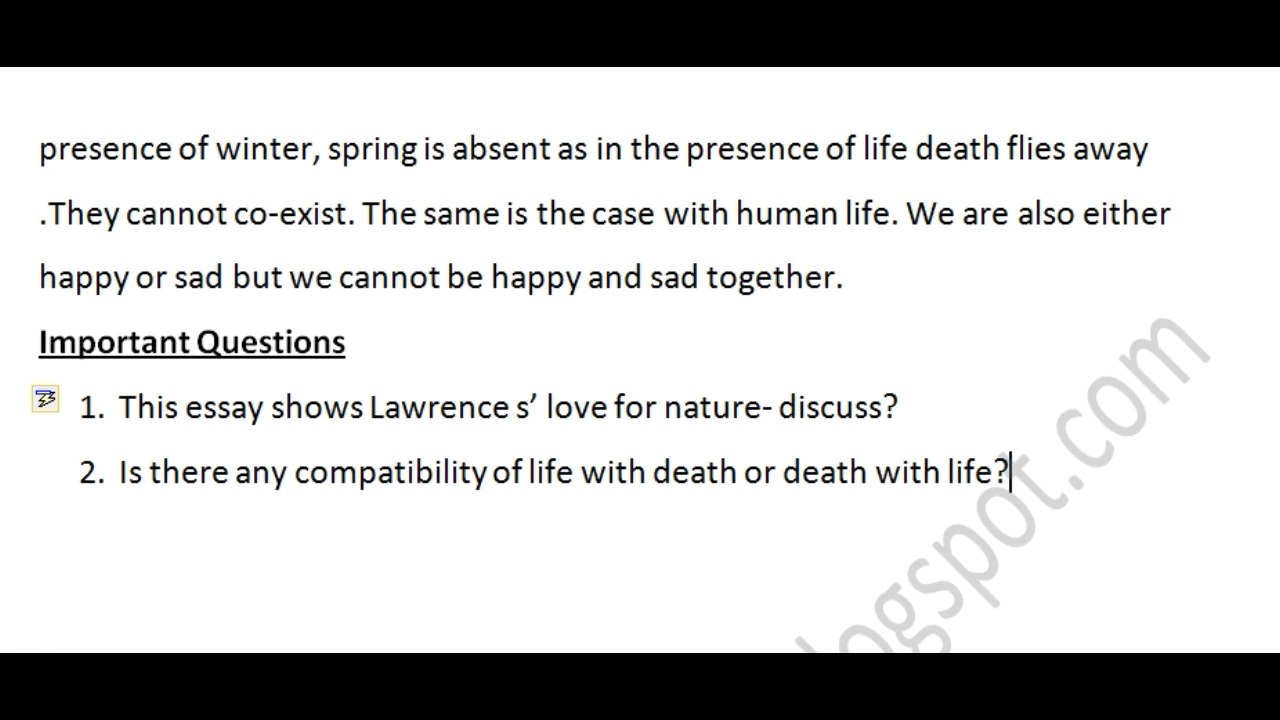 presence of winter, spring is absent as in the presence of life death flies away
.They cannot co-exist. The same is the case with human life. We are also either
happy or sad but we cannot be happy and sad together.
Important Questions
1. This essay shows Lawrence s’ love for nature- discuss?
2. Is there any compatibility of life with death or death with life?
logspot.com